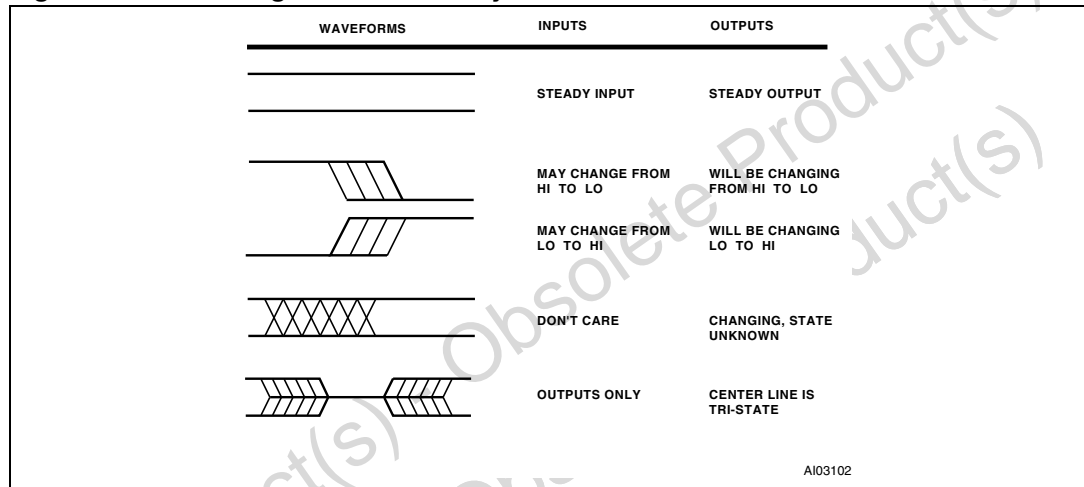 WAVEFORMS INPUTS OUTPUTS
STEADY INPUT STEADY OUTPUT
MAY CHANGE FROM WILL BE CHANGING
HI TO LO FROM HI TO LO
MAY CHANGE FROM WILL BE CHANGING
LO TO HI LO TO HI
DON'T CARE CHANGING, STATE
UNKNOWN
OUTPUTS ONLY CENTER LINE IS
TRI-STATE
AI03102
Obsolete Product(s)